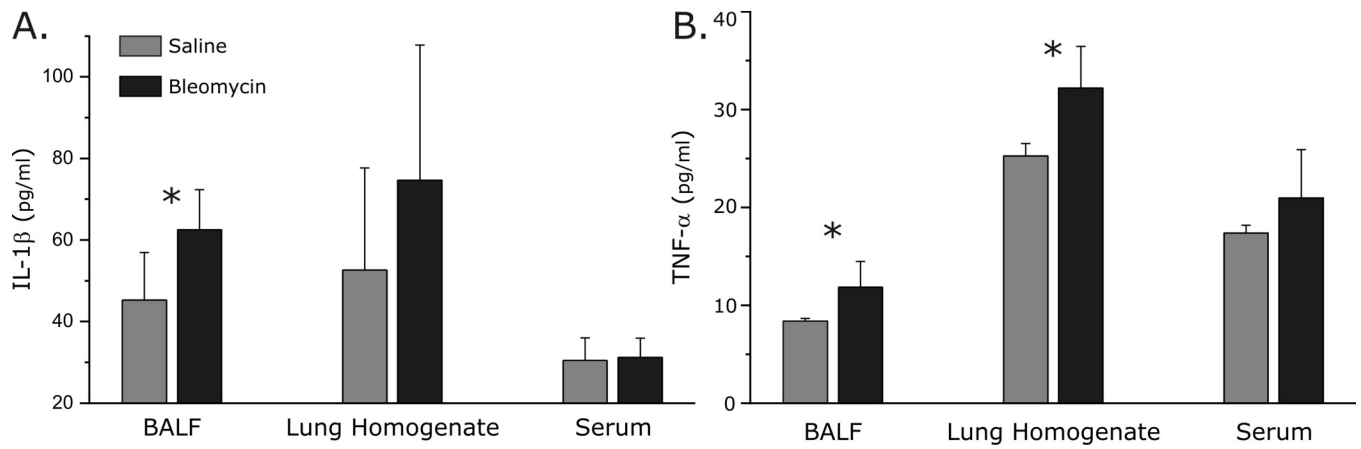 A.
Saline
Bleomycin
IL-1β (pg/ml)
100
80
60
40
20
BALF
Lung Homogenate
Serum
*
B.
TNF-α (pg/ml)
40
30
20
10
0
BALF
Lung Homogenate
Serum
*
*